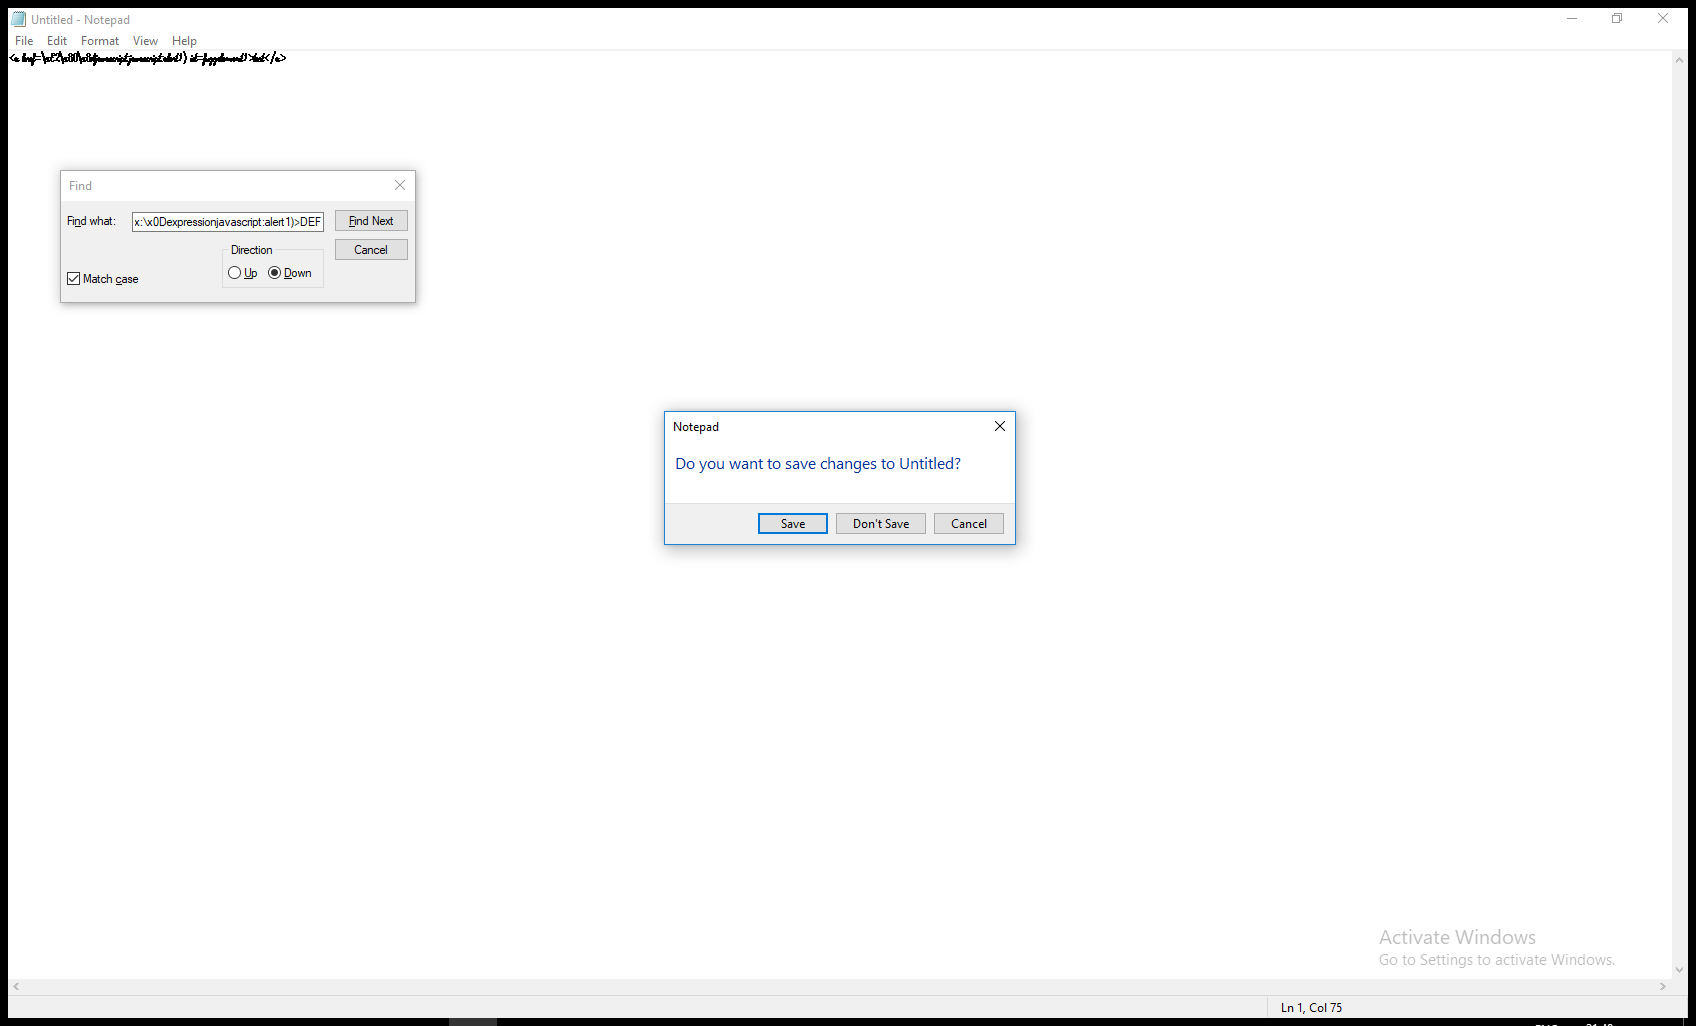 Untitled - Notepad
File Edit Format View Help
Find
Find what: x:\x0Dexpressionjavascript:alert1)>DEF Find Next
Direction Cancel
Up Down
Match case
Notepad
Do you want to save changes to Untitled?
Save Don't Save Cancel
Activate Windows
Go to Settings to activate Windows.
Ln 1, Col 75